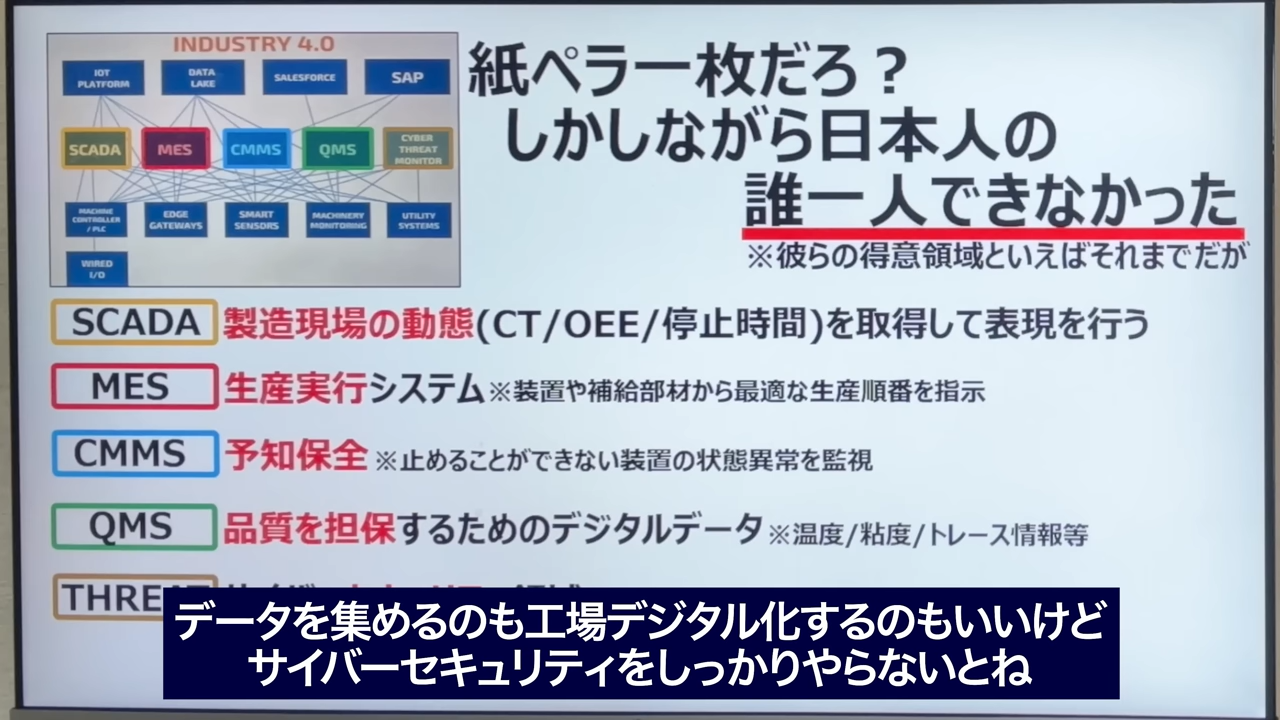 INDUSTRY 4.0
IOT
PLATFORM
DATA
LAKE
SALESFORCE
SAP
SCADA
MES
CMMS
QMS
CYBER
THREAT
MONITOR
MACHINE
CONTROLLER
/ PLC
EDGE
GATEWAYS
SMART
SENSORS
MACHINERY
MONITORING
UTILITY
SYSTEMS
WIRED
I/O
紙ペラ一枚だろ？
しかしながら日本人の
誰一人できなかった
※彼らの得意領域といえばそれまでだが
SCADA 製造現場の動態(CT/OEE/停止時間)を取得して表現を行う
MES 生産実行システム※装置や補給部材から最適な生産順番を指示
CMMS 予知保全 ※止めることができない装置の状態異常を監視
QMS 品質を担保するためのデジタルデータ※温度/粘度/トレース情報等
データを集めるのも工場デジタル化するのもいいけど
サイバーセキュリティをしっかりやらないとね